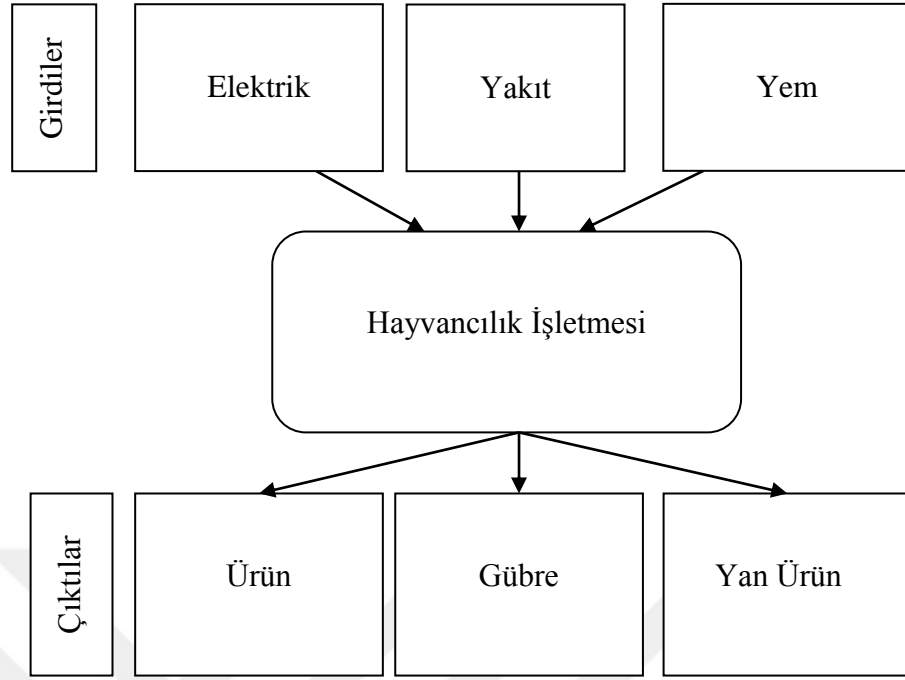 Girdiler
Elektrik
Yakıt
Yem
Hayvancılık İşletmesi
Çıktılar
Ürün
Gübre
Yan Ürün